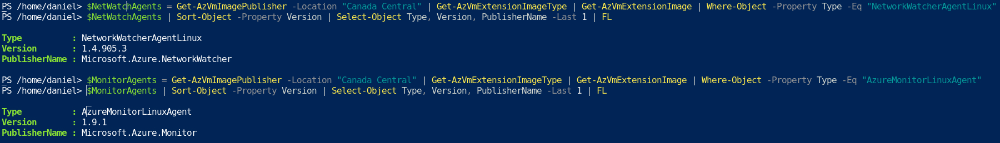 PS /home/daniel> $NetWatchAgents = Get-AzVmImagePublisher -Location "Canada Central" | Get-AzVmExtensionImageType | Get-AzVmExtensionImage | Where-Object -Property Type -Eq "NetworkWatcherAgentLinux"
PS /home/daniel> $NetWatchAgents | Sort-Object -Property Version | Select-Object Type, Version, PublisherName -Last 1 | FL
Type : NetworkWatcherAgentLinux
Version : 1.4.905.3
PublisherName : Microsoft.Azure.NetworkWatcher
PS /home/daniel> $MonitorAgents = Get-AzVmImagePublisher -Location "Canada Central" | Get-AzVmExtensionImageType | Get-AzVmExtensionImage | Where-Object -Property Type -Eq "AzureMonitorLinuxAgent"
PS /home/daniel> $MonitorAgents | Sort-Object -Property Version | Select-Object Type, Version, PublisherName -Last 1 | FL
Type : AzureMonitorLinuxAgent
Version : 1.9.1
PublisherName : Microsoft.Azure.Monitor